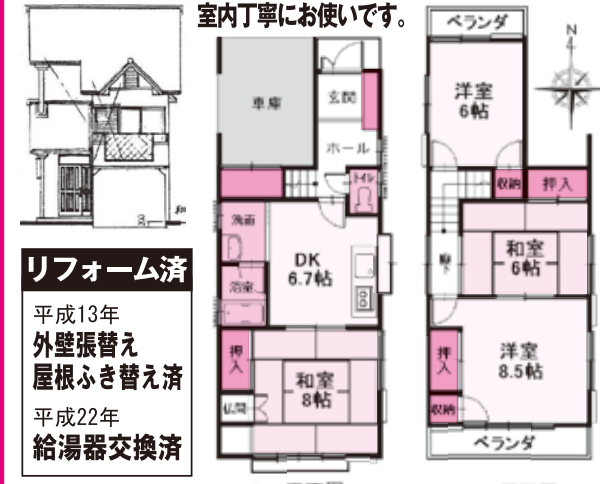 室内丁寧にお使いです。
リフォーム済
平成13年
外壁張替え
屋根ふき替え済
平成22年
給湯器交換済
車庫
玄関
ホール
トイレ
洗面
DK
6.7帖
浴室
押入
和室
8帖
仏間
ベランダ
洋室
6帖
収納
押入
和室
6帖
廊下
洋室
8.5帖
押入
収納
ベランダ
N